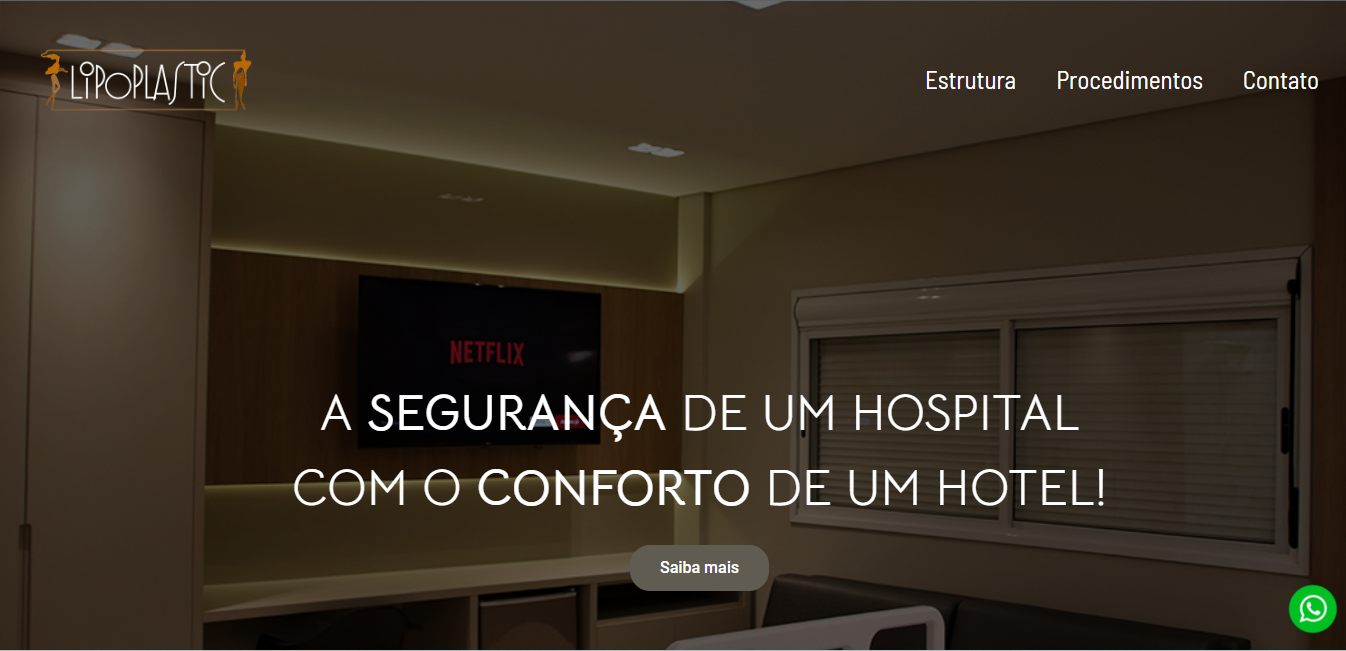 LIPOPLASTIC
Estrutura
Procedimentos
Contato
NETFLIX
A SEGURANÇA DE UM HOSPITAL
COM O CONFORTO DE UM HOTEL!
Saiba mais